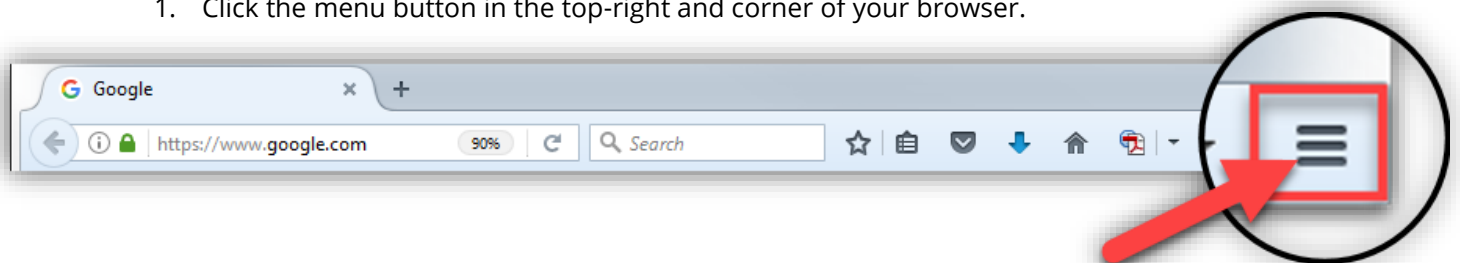 1. Click the menu button in the top-right and corner of your browser.
Google
https://www.google.com 90% Search